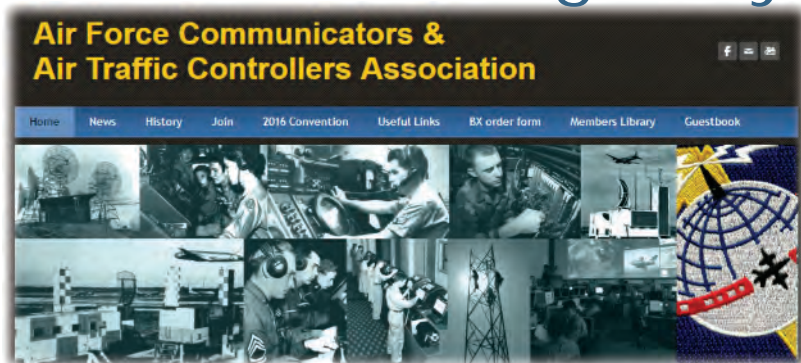 Air Force Communicators &
Air Traffic Controllers Association
Home News History Join 2016 Convention Useful Links BX order form Members Library Guestbook